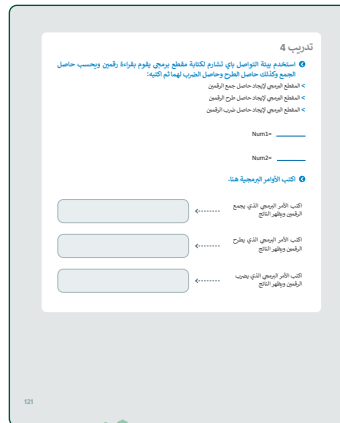 تدريب 4
استخدم بيئة التواصل باي تشارم لكتابة مقطع برمجي يقوم بقراءة رقمين ويحسب حاصل
الجمع وكذلك حاصل الطرح وحاصل الضرب لهما ثم اكتبه:
< المقطع البرمجي لإيجاد حاصل جمع الرقمين
< المقطع البرمجي لإيجاد حاصل طرح الرقمين
< المقطع البرمجي لإيجاد حاصل ضرب الرقمين
Num1=
Num2=
اكتب الأوامر البرمجية هنا.
اكتب الأمر البرمجي الذي يجمع
الرقمين ويظهر الناتج
اكتب الأمر البرمجي الذي يطرح
الرقمين ويظهر الناتج
اكتب الأمر البرمجي الذي يضرب
الرقمين ويظهر الناتج
121